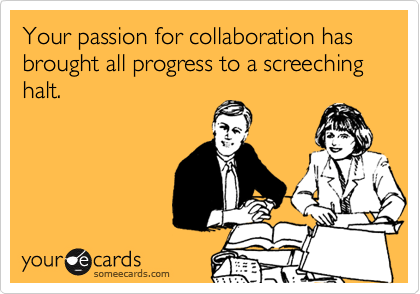 Your passion for collaboration has
brought all progress to a screeching
halt.
your e cards
someecards.com